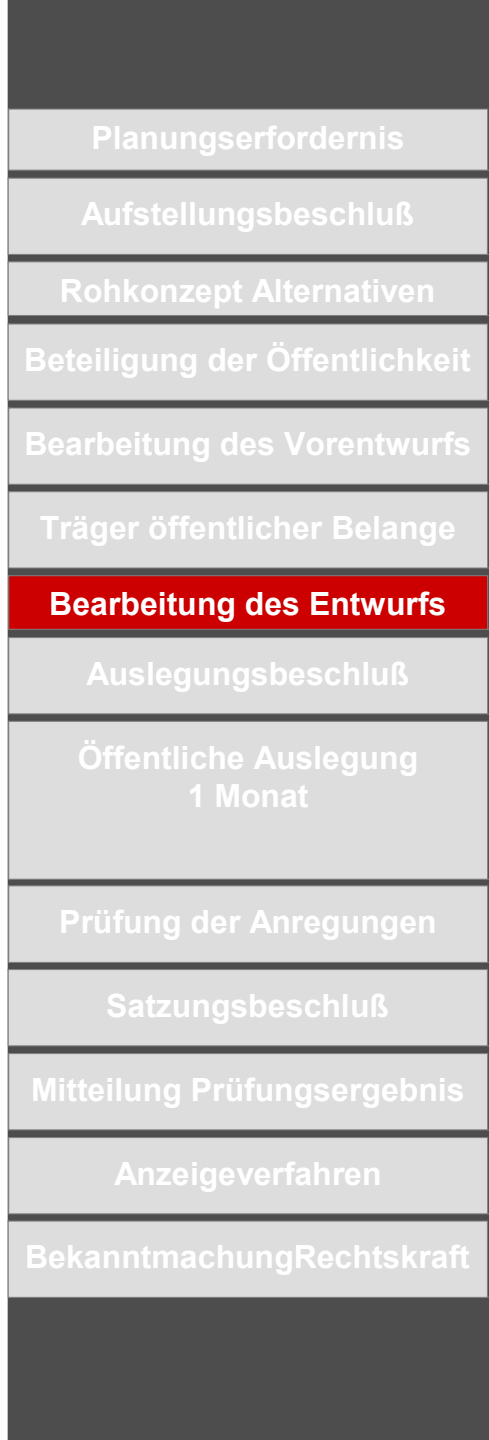 Planungserfordernis
Aufstellungsbeschluß
Rohkonzept Alternativen
Beteiligung der Öffentlichkeit
Bearbeitung des Vorentwurfs
Träger öffentlicher Belange
Bearbeitung des Entwurfs
Auslegungsbeschluß
Öffentliche Auslegung
1 Monat
Prüfung der Anregungen
Satzungsbeschluß
Mitteilung Prüfungsergebnis
Anzeigeverfahren
BekanntmachungRechtskraft